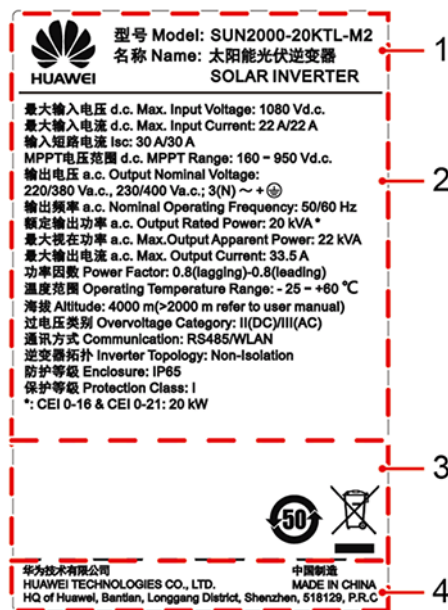 HUAWEI
型号 Model: SUN2000-20KTL-M2
名称 Name: 太阳能光伏逆变器
SOLAR INVERTER
1
最大输入电压 d.c. Max. Input Voltage: 1080 Vd.c.
最大输入电流 d.c. Max. Input Current: 22 A/22 A
输入短路电流 Isc: 30 A/30 A
MPPT电压范围 d.c. MPPT Range: 160 - 950 Vd.c.
输出电压 a.c. Output Nominal Voltage:
220/380 Va.c., 230/400 Va.c.; 3(N) ~ +
2
输出频率 a.c. Nominal Operating Frequency: 50/60 Hz
额定输出功率 a.c. Output Rated Power: 20 kVA *
最大视在功率 a.c. Max.Output Apparent Power: 22 kVA
最大输出电流 a.c. Max. Output Current: 33.5 A
功率因数 Power Factor: 0.8(lagging)-0.8(leading)
温度范围 Operating Temperature Range: - 25 ~ +60 ℃
海拔 Altitude: 4000 m(>2000 m refer to user manual)
过电压类别 Overvoltage Category: II(DC)/III(AC)
通讯方式 Communication: RS485/WLAN
逆变器拓扑 Inverter Topology: Non-Isolation
防护等级 Enclosure: IP65
保护等级 Protection Class: I
*: CEI 0-16 & CEI 0-21: 20 kW
3
50
华为技术有限公司 中国制造
HUAWEI TECHNOLOGIES CO., LTD. MADE IN CHINA
HQ of Huawei, Bantian, Longgang District, Shenzhen, 518129, P.R.C
4